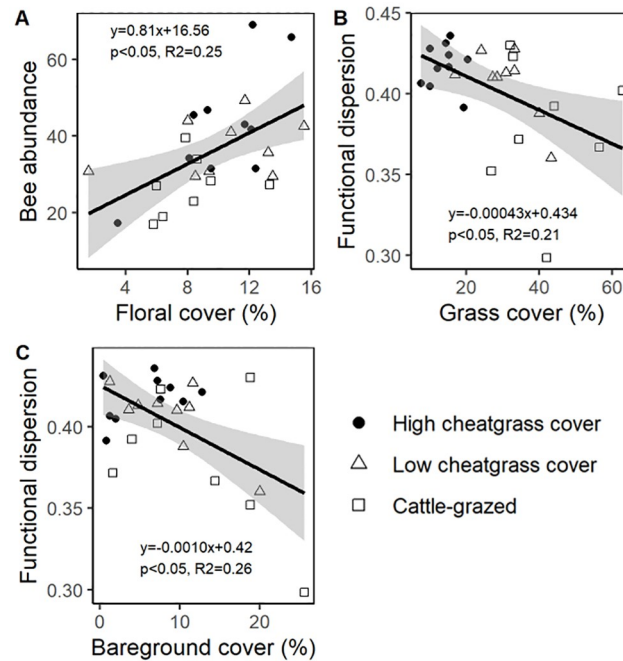 A
y=0.81x+16.56
p<0.05, R2=0.25
Bee abundance
60
40
20
0
4
8
12
16
Floral cover (%)
B
Functional dispersion
0.45
0.40
0.35
0.30
y=-0.00043x+0.434
p<0.05, R2=0.21
20
40
60
Grass cover (%)
C
Functional dispersion
0.40
0.35
0.30
y=-0.0010x+0.42
p<0.05, R2=0.26
0
10
20
Bareground cover (%)
High cheatgrass cover
Low cheatgrass cover
Cattle-grazed